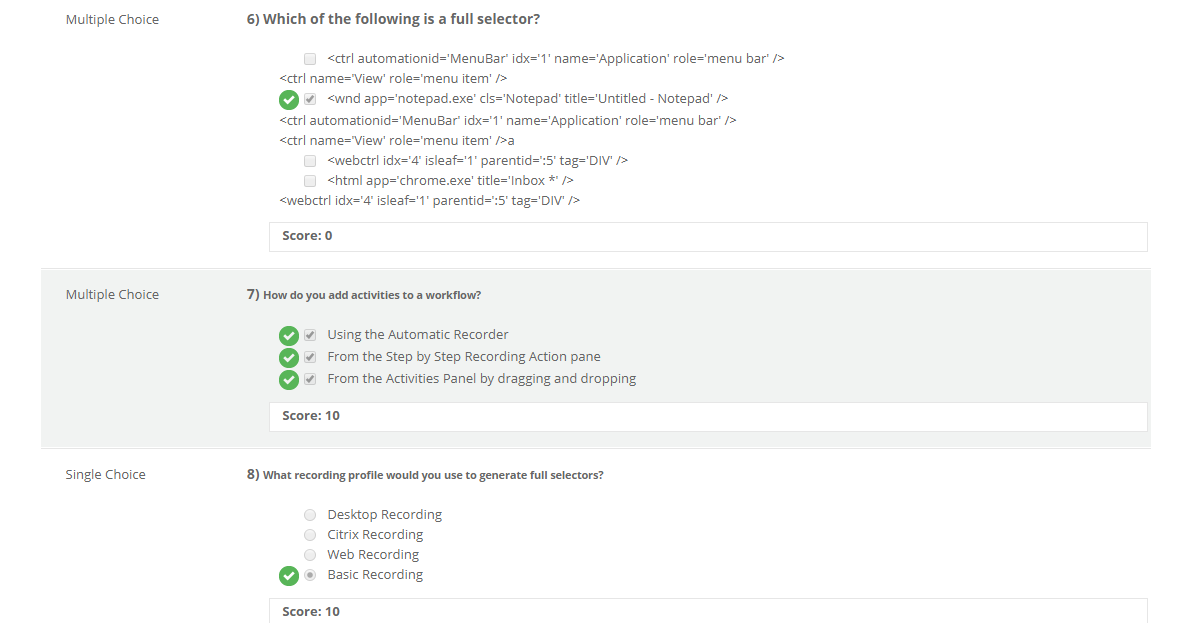 Multiple Choice
6) Which of the following is a full selector?
<ctrl automationid='MenuBar' idx='1' name='Application' role='menu bar' />
<ctrl name='View' role='menu item' />
<wnd app='notepad.exe' cls='Notepad' title='Untitled - Notepad' />
<ctrl automationid='MenuBar' idx='1' name='Application' role='menu bar' />
<ctrl name='View' role='menu item' />a
<webctrl idx='4' isleaf='1' parentid=':5' tag='DIV' />
<html app='chrome.exe' title='Inbox *' />
<webctrl idx='4' isleaf='1' parentid=':5' tag='DIV' />
Score: 0
Multiple Choice
7) How do you add activities to a workflow?
Using the Automatic Recorder
From the Step by Step Recording Action pane
From the Activities Panel by dragging and dropping
Score: 10
Single Choice
8) What recording profile would you use to generate full selectors?
Desktop Recording
Citrix Recording
Web Recording
Basic Recording
Score: 10